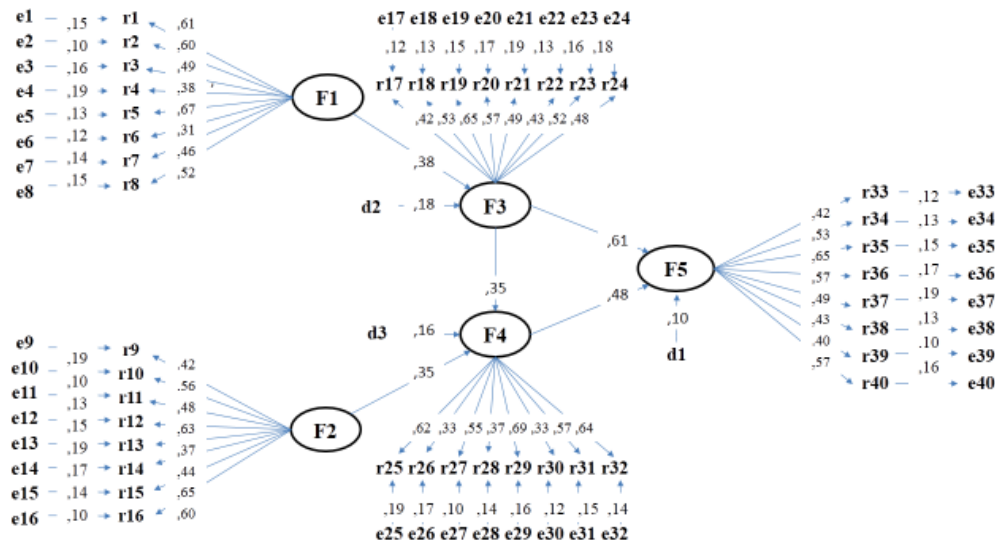 e17 e18 e19 e20 e21 e22 e23 e24
,12 ,13 ,15 ,17 ,19 ,13 ,16 ,18
r17 r18 r19 r20 r21 r22 r23 r24
,42 ,53 ,65 ,57 ,49 ,43 ,52 ,48
e1 ,15 r1 ,61
e2 ,10 r2 ,60
e3 ,16 r3 ,49
e4 ,19 r4 ,38
e5 ,13 r5 ,67
e6 ,12 r6 ,31
e7 ,14 r7 ,46
e8 ,15 r8 ,52
F1
,38
d2 ,18 F3
,61
,35
F5
,48
,10
d1
d3 ,16 F4
,35
,42 r33 ,12 e33
,53 r34 ,13 e34
,65 r35 ,15 e35
,57 r36 ,17 e36
,49 r37 ,19 e37
,43 r38 ,13 e38
,40 r39 ,10 e39
,57 r40 ,16 e40
e9 ,19 r9 ,42
e10 ,10 r10 ,56
e11 ,13 r11 ,48
e12 ,15 r12 ,63
e13 ,19 r13 ,37
e14 ,17 r14 ,44
e15 ,14 r15 ,65
e16 ,10 r16 ,60
F2
,62 ,33 ,55 ,37 ,69 ,33 ,57 ,64
r25 r26 r27 r28 r29 r30 r31 r32
,19 ,17 ,10 ,14 ,16 ,12 ,15 ,14
e25 e26 e27 e28 e29 e30 e31 e32